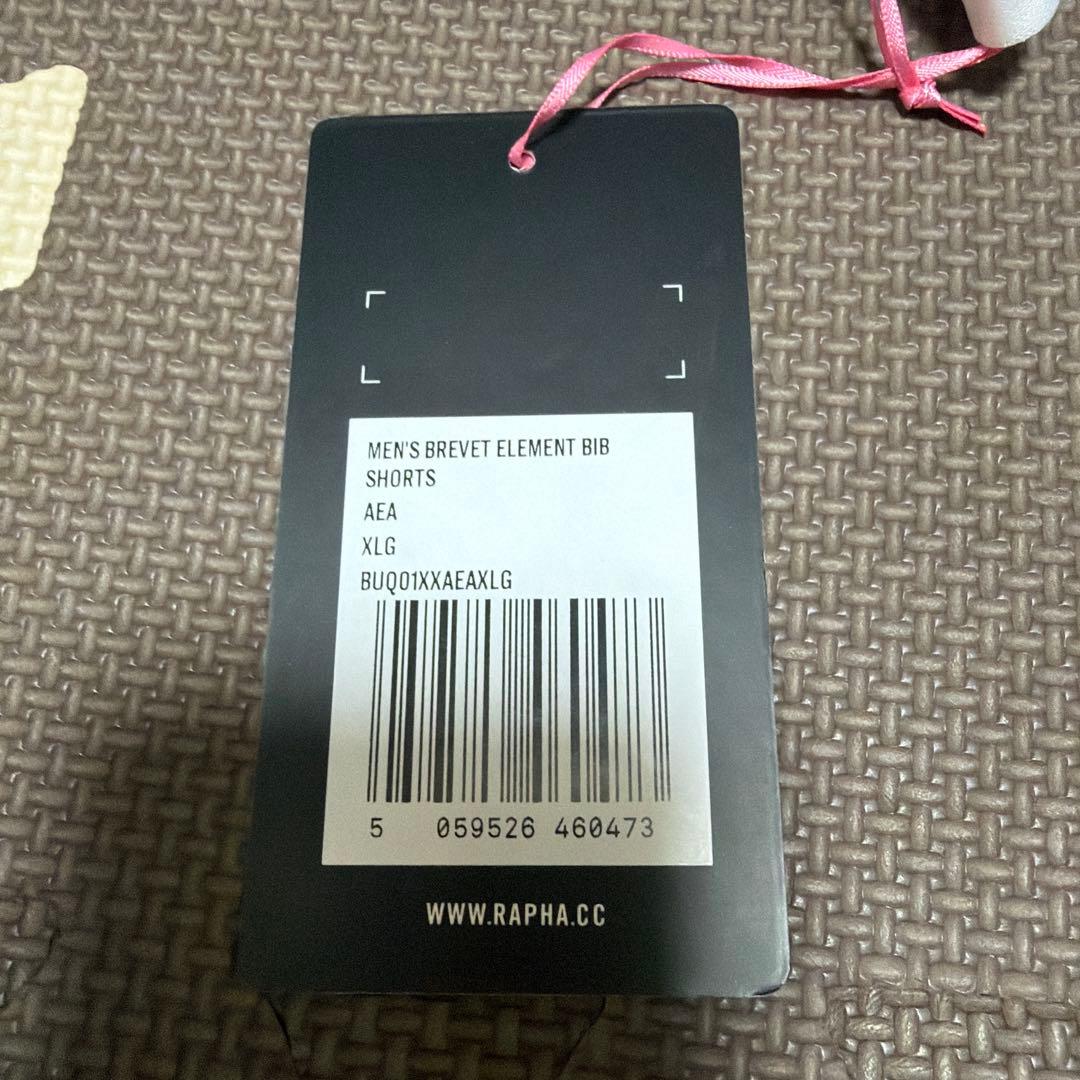 MEN'S BREVET ELEMENT BIB
SHORTS
AEA
XLG
BUQ01XXAEAXLG
5 059526 460473
WWW.RAPHA.CC